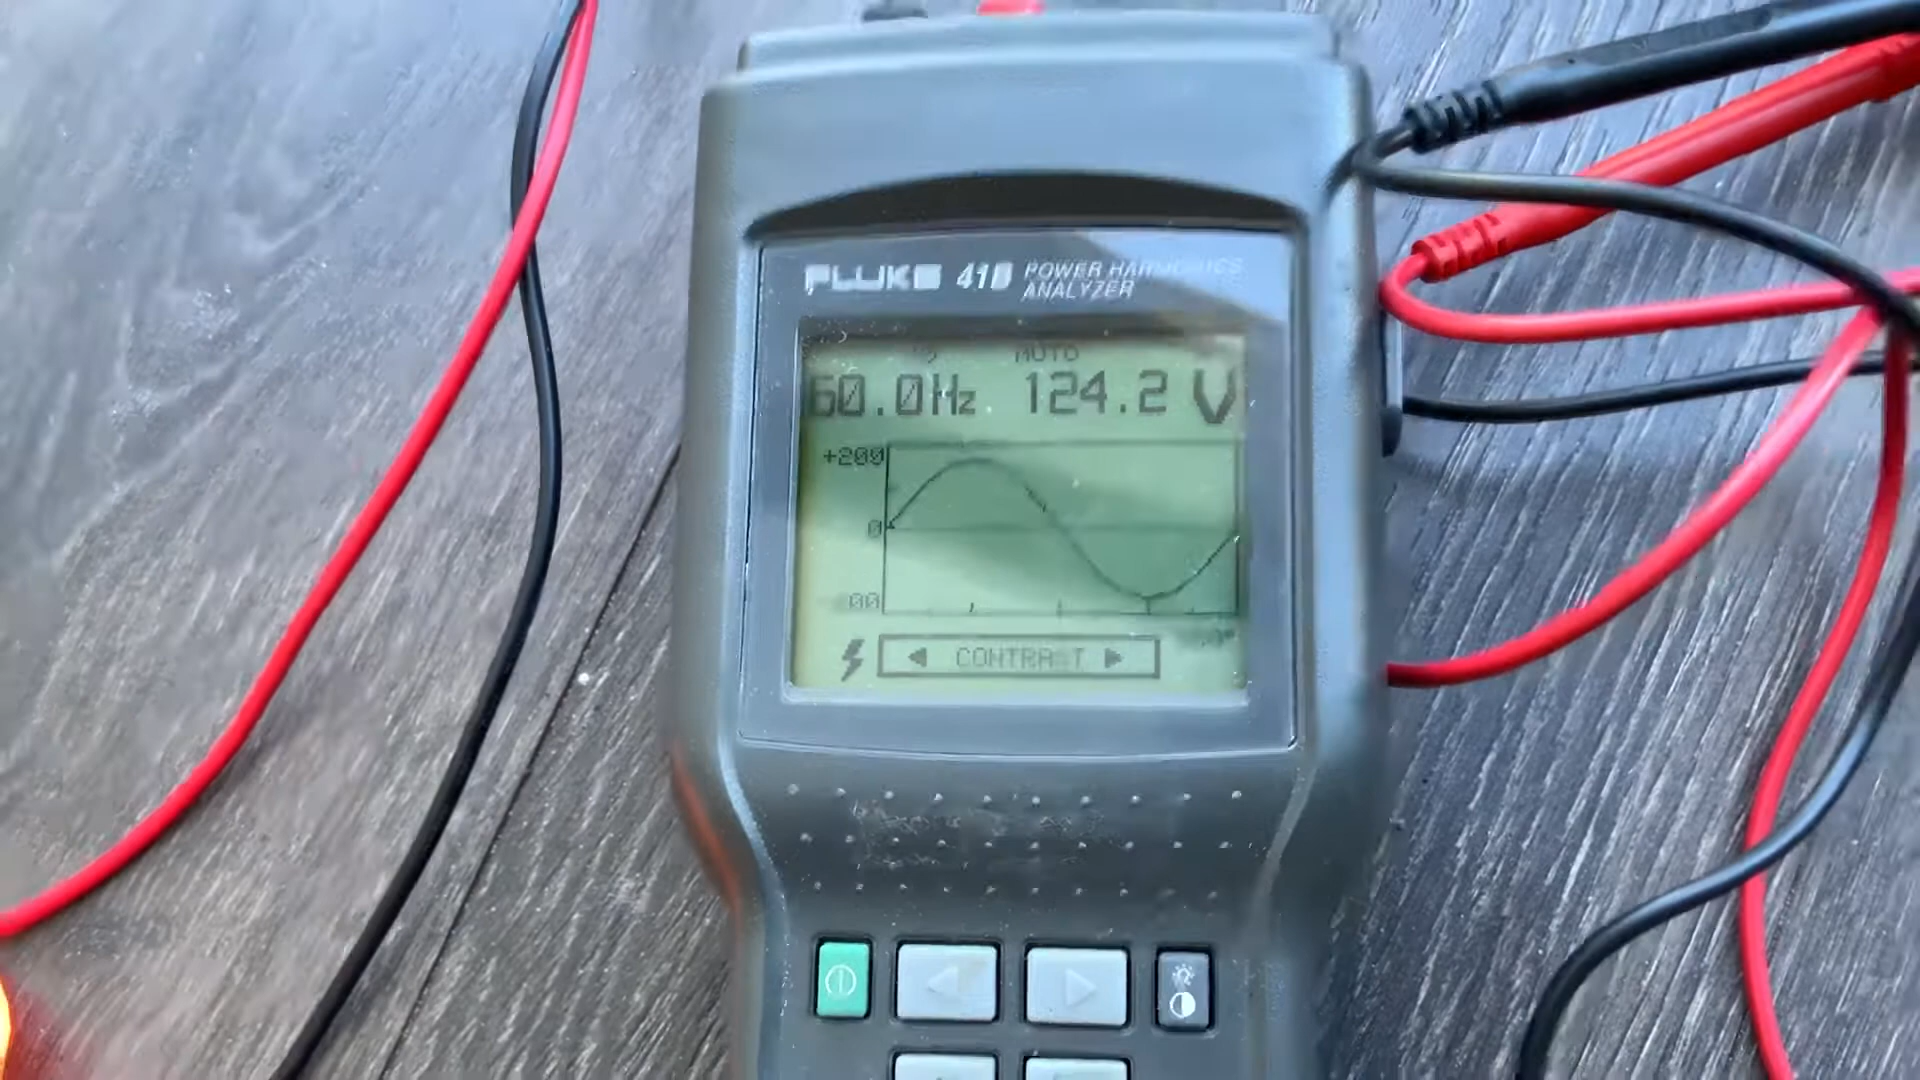 FLUKE 41B POWER HARMONICS
ANALYZER
AUTO
60.0Hz 124.2 V
+200
0
◀ CONTRAST ▶